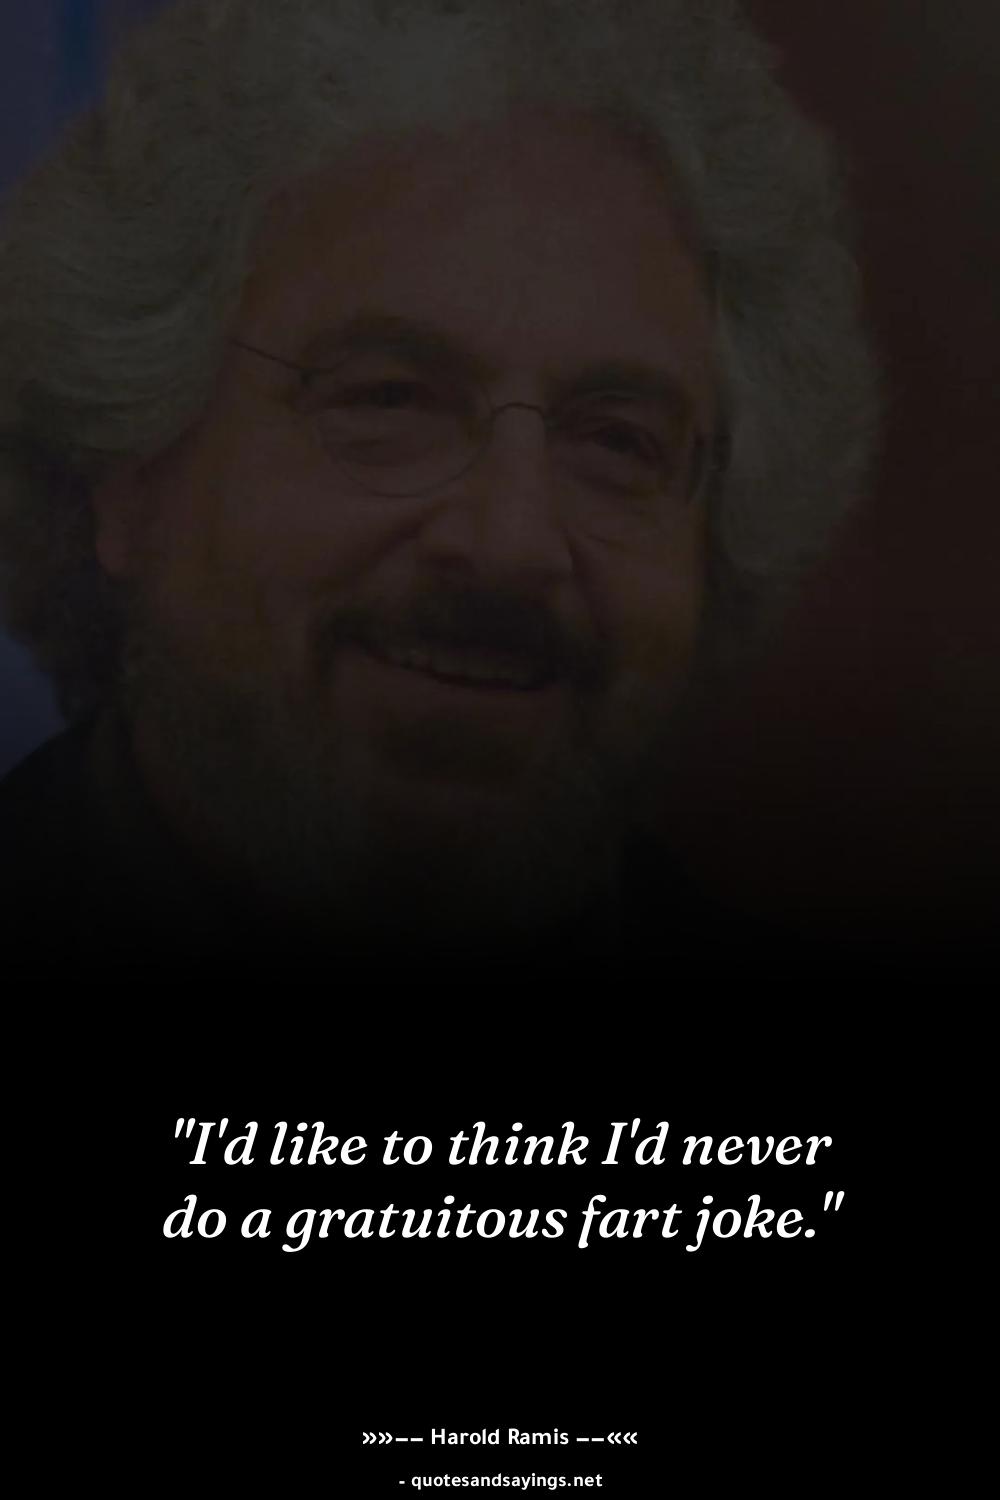 "I'd like to think I'd never
do a gratuitous fart joke."
»»−− Harold Ramis −−««
- quotesandsayings.net